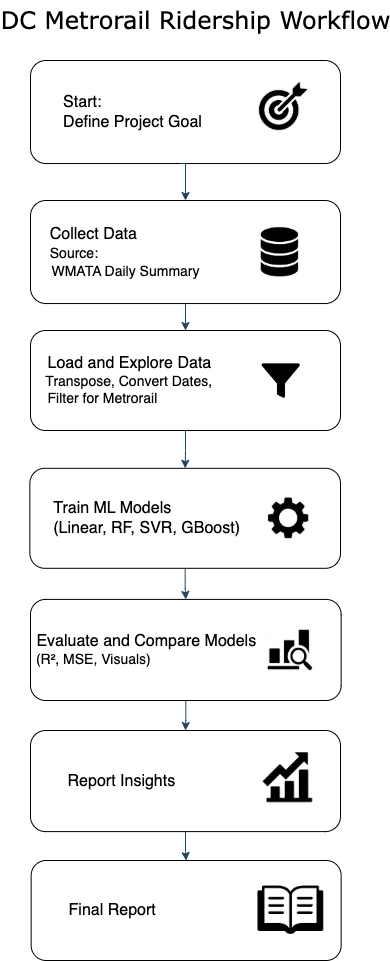 DC Metrorail Ridership Workflow
Start:
Define Project Goal
Collect Data
Source:
WMATA Daily Summary
Load and Explore Data
Transpose, Convert Dates,
Filter for Metrorail
Train ML Models
(Linear, RF, SVR, GBoost)
Evaluate and Compare Models
(R², MSE, Visuals)
Report Insights
Final Report